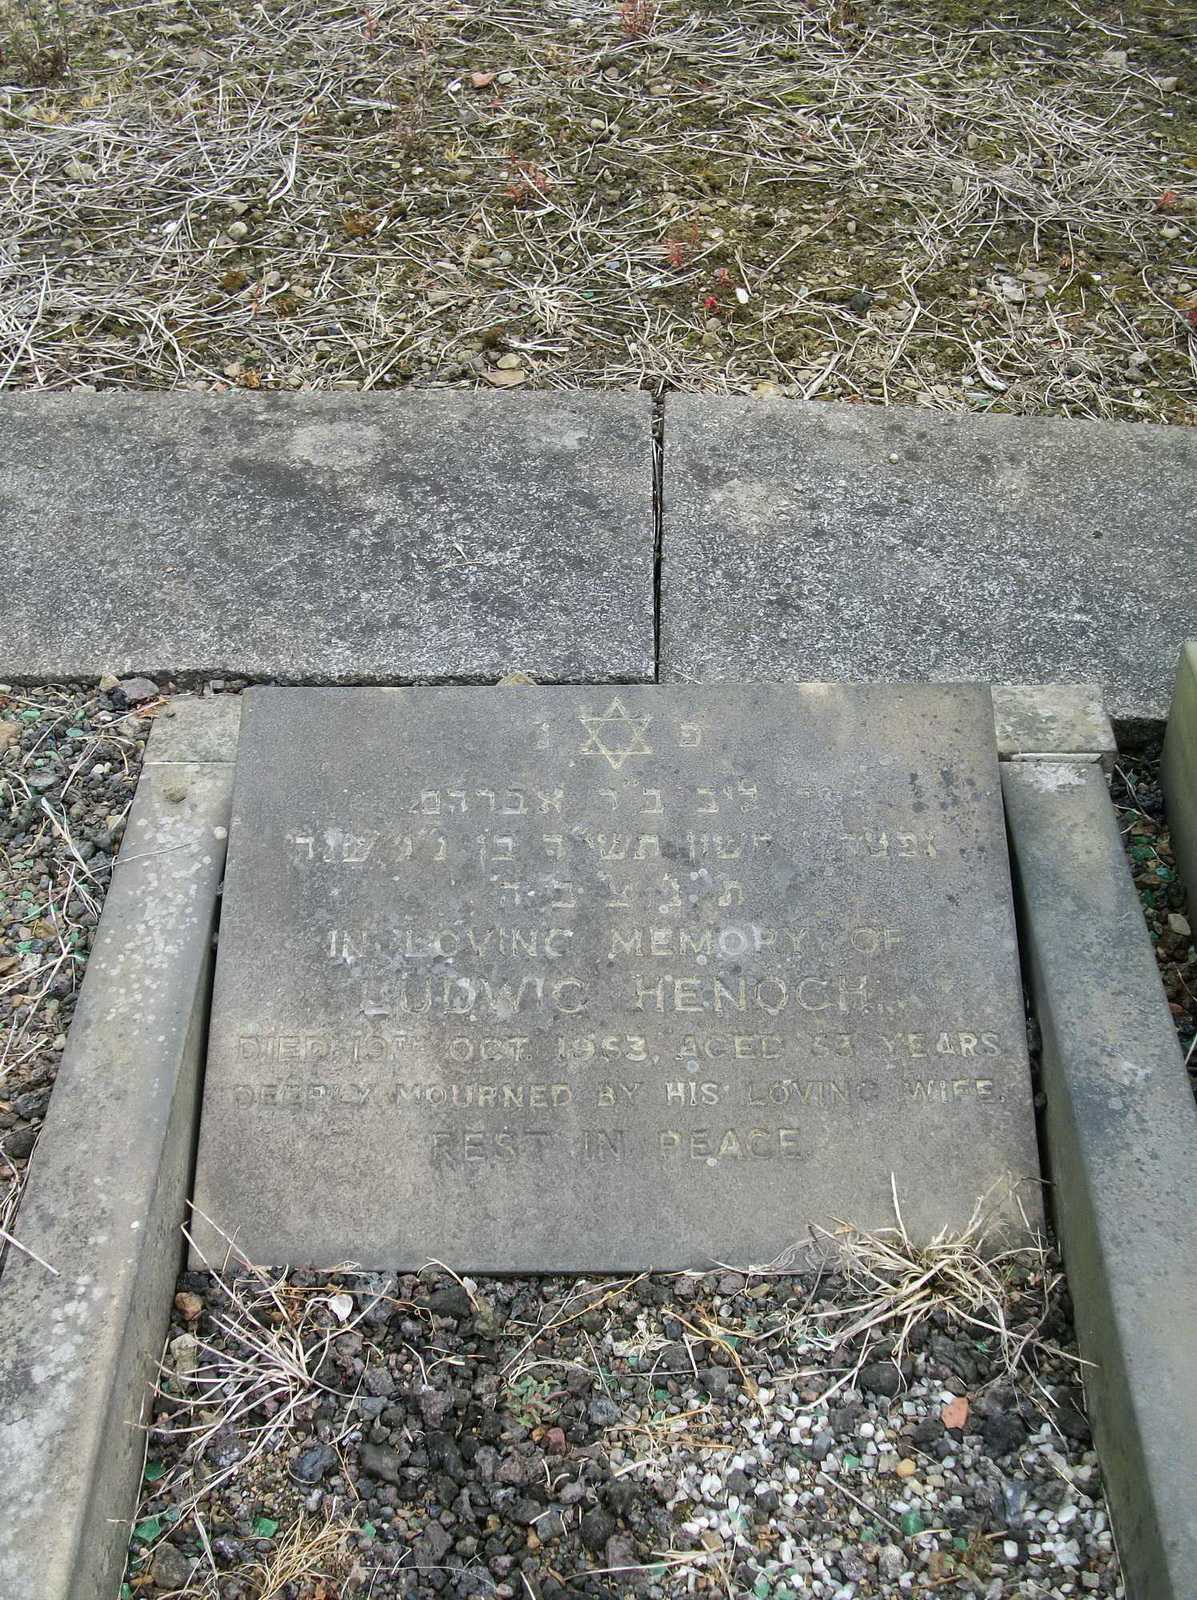 פ נ
ליב ב״ר אברהם
חשון תשי״ד בן נ״ג שנה
ת נ צ ב ה
IN LOVING MEMORY OF
LUDWIG HENOCH
DIED 10TH OCT. 1953, AGED 53 YEARS
DEEPLY MOURNED BY HIS LOVING WIFE.
REST IN PEACE